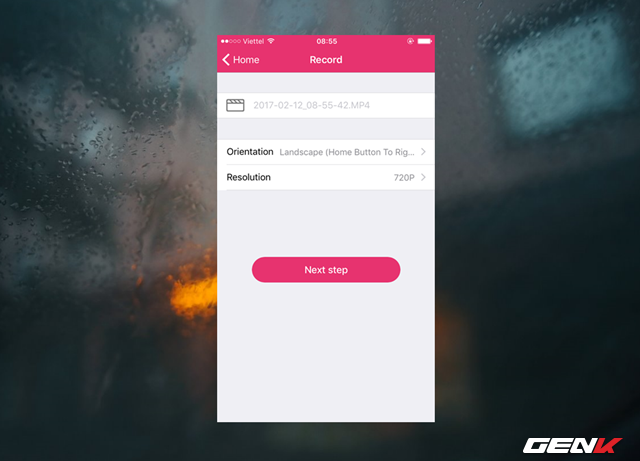 Viettel 08:55
Home Record
2017-02-12_08-55-42.MP4
Orientation Landscape (Home Button To Rig...
Resolution 720P
Next step
GENK